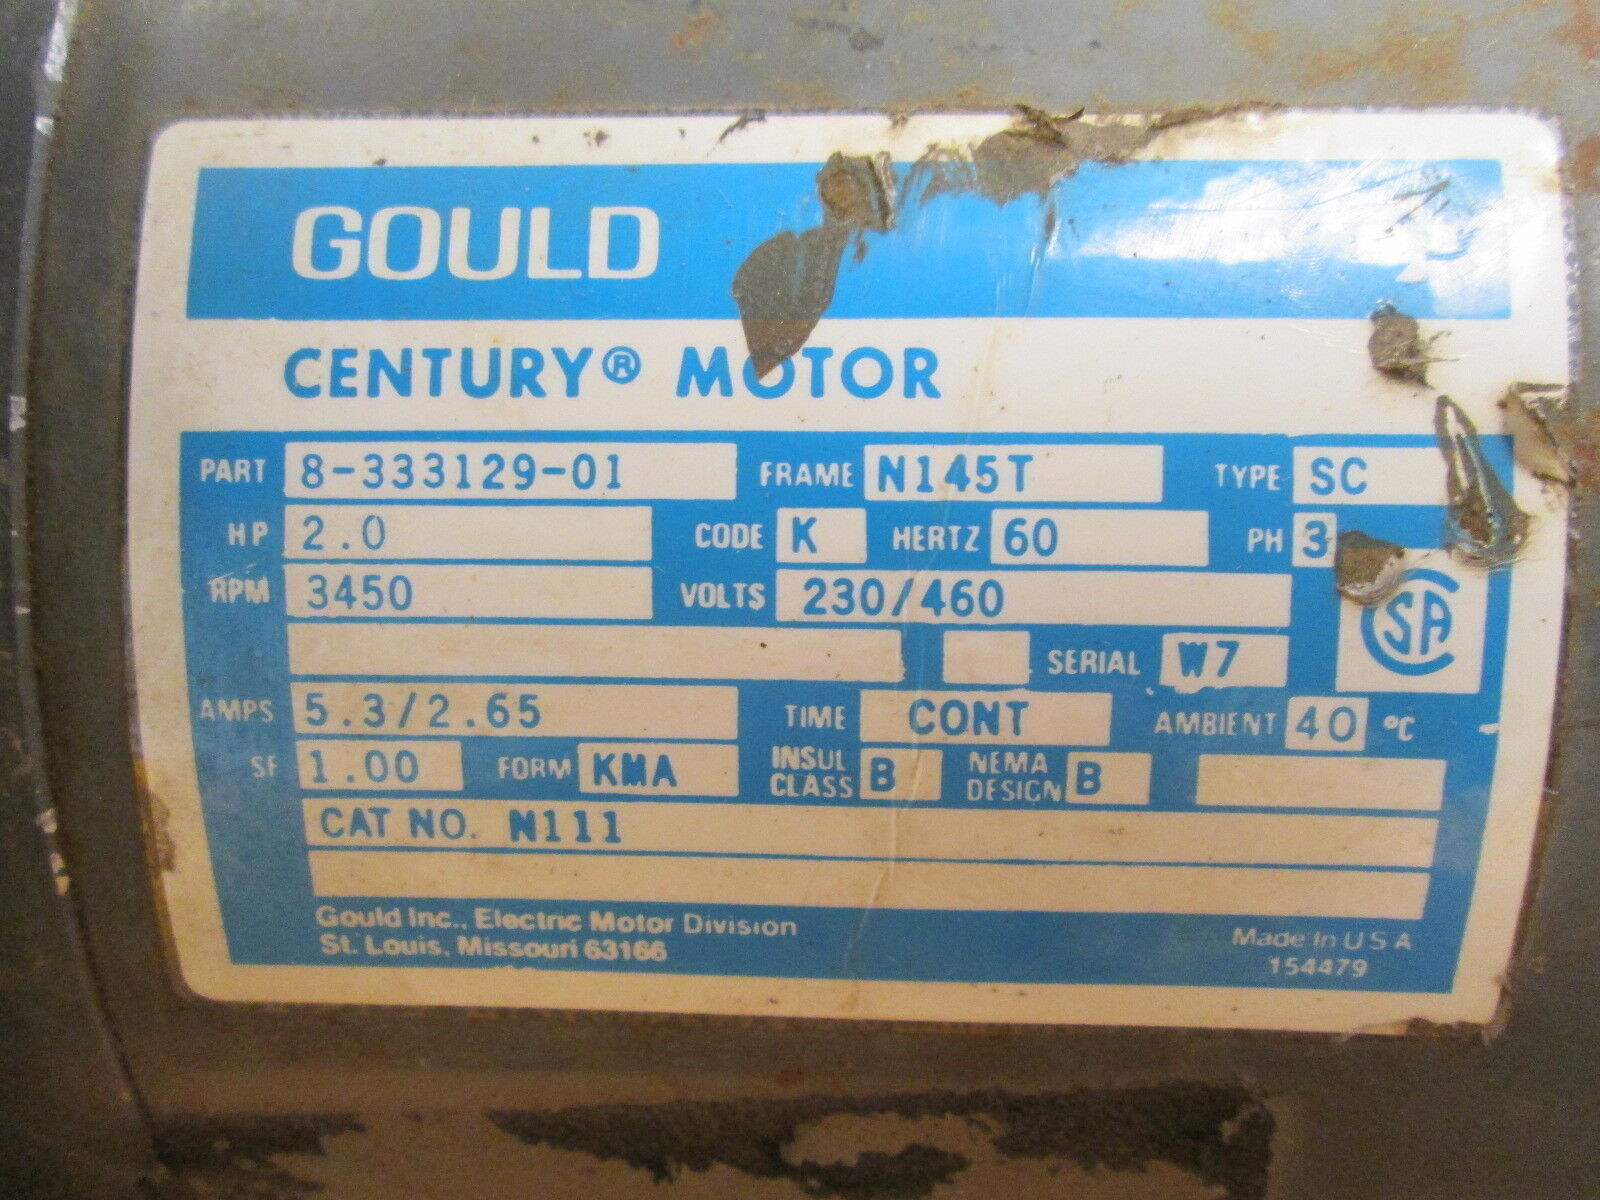 GOULD
CENTURY® MOTOR
PART 8-333129-01 FRAME N145T TYPE SC
HP 2.0 CODE K HERTZ 60 PH 3
RPM 3450 VOLTS 230/460
SERIAL W7 CSA
AMPS 5.3/2.65 TIME CONT AMBIENT 40 °C
SF 1.00 FORM KMA INSUL CLASS B NEMA DESIGN B
CAT NO. N111
Gould Inc., Electric Motor Division
St. Louis, Missouri 63166
Made in U S A
154479